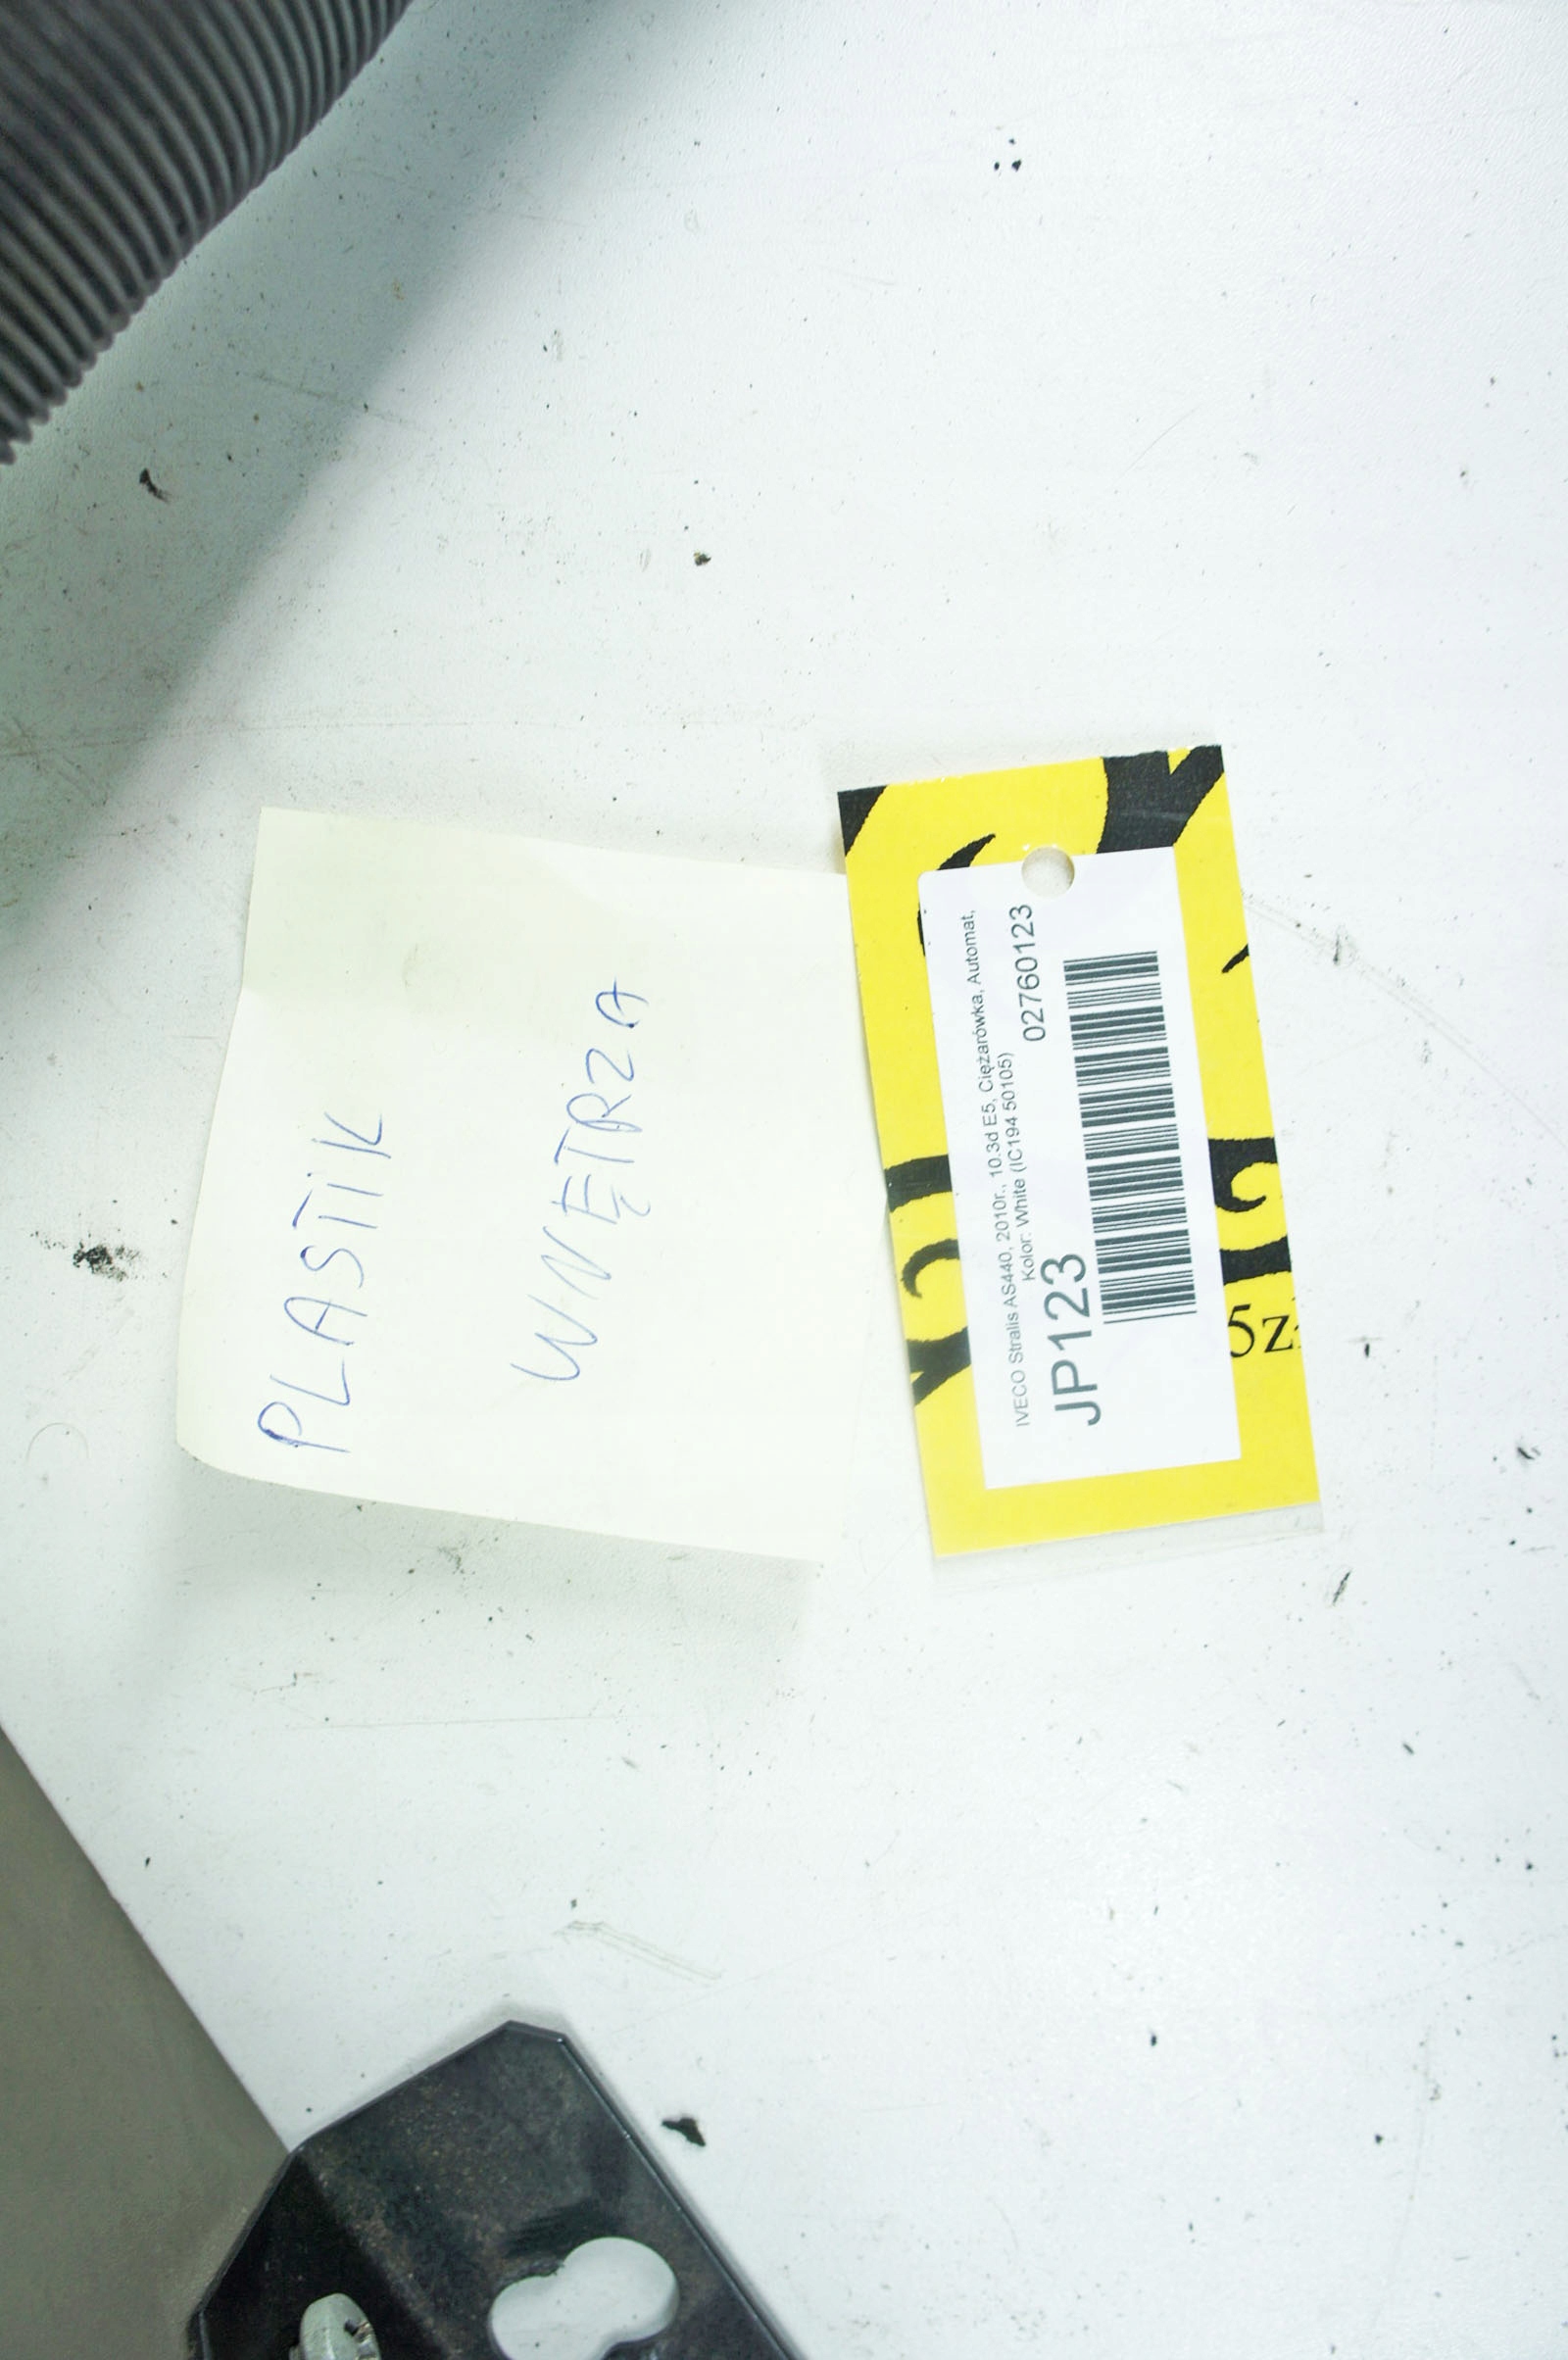 PLASTIK
WNĘTRZA
IVECO Stralis AS440, 2010r., 10.3d E5, Ciężarówka, Automat,
Kolor: White (IC194 50105)
JP123 02760123
5z